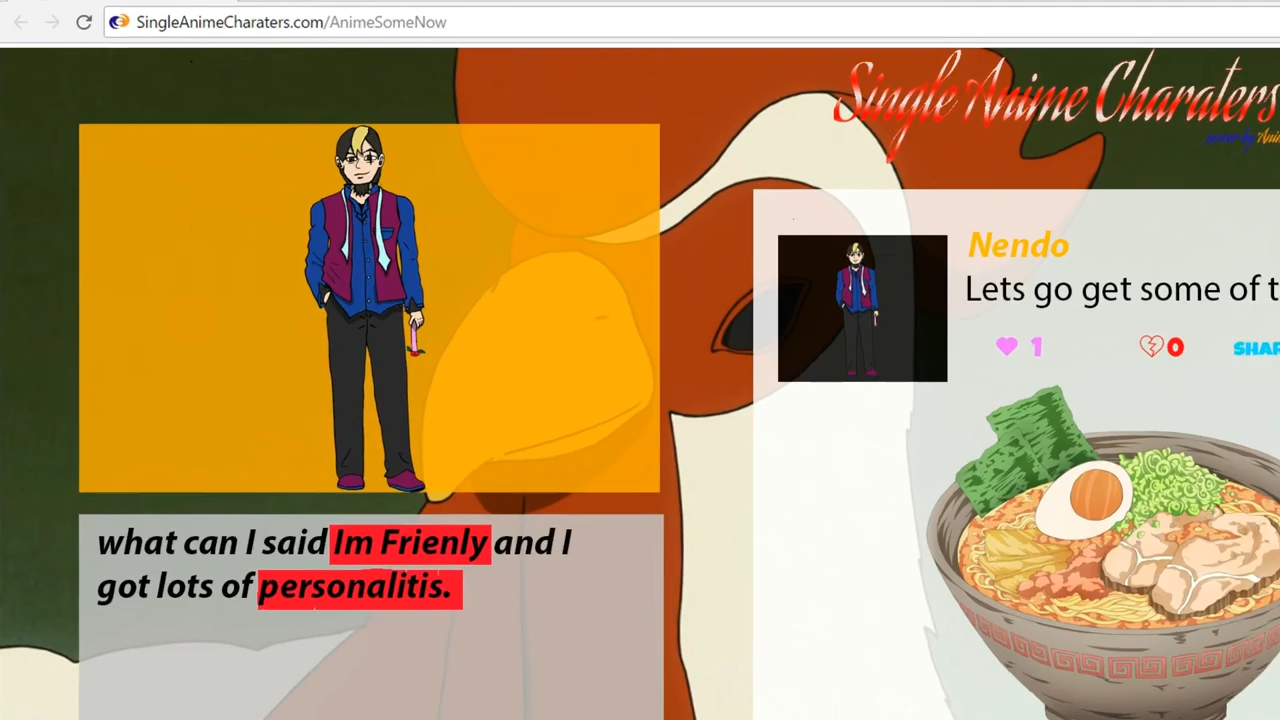 SingleAnimeCharaters.com/AnimeSomeNow
Single Anime Charaters
Nendo
Lets go get some of t
1
0
SHAR
what can I said Im Frienly and I
got lots of personalitis.